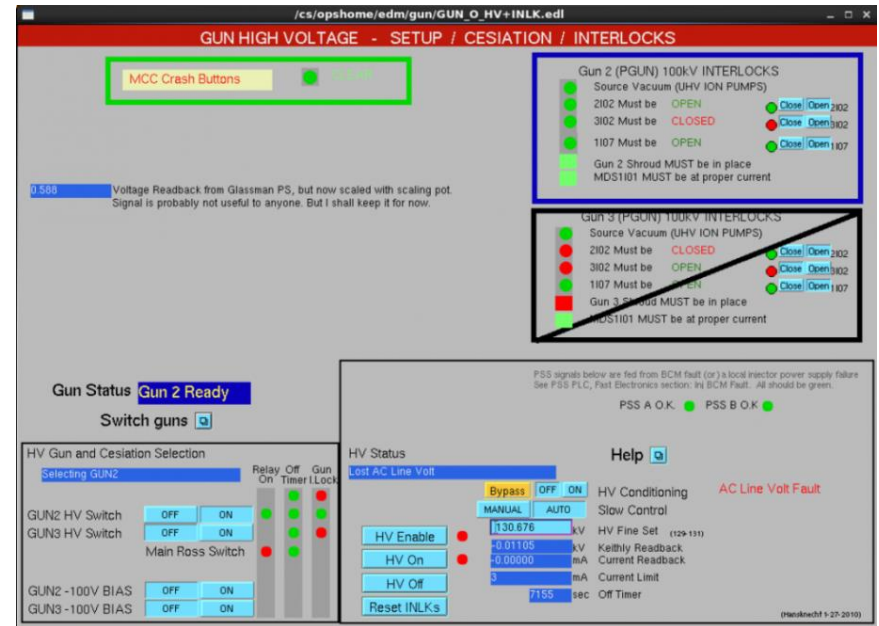 /cs/opshome/edm/gun/GUN_O_HV+INLK.edl
GUN HIGH VOLTAGE - SETUP / CESIATION / INTERLOCKS
MCC Crash Buttons
0.588 Voltage Readback from Glassman PS, but now scaled with scaling pot.
Signal is probably not useful to anyone. But I shall keep it for now.
Gun 2 (PGUN) 100kV INTERLOCKS
Source Vacuum (UHV ION PUMPS)
2I02 Must be OPEN Close Open 2I02
3I02 Must be CLOSED Close Open 3I02
1I07 Must be OPEN Close Open 1I07
Gun 2 Shroud MUST be in place
MDS1I01 MUST be at proper current
Gun 3 (PGUN) 100kV INTERLOCKS
Source Vacuum (UHV ION PUMPS)
2I02 Must be CLOSED Close Open 2I02
3I02 Must be OPEN Close Open 3I02
1I07 Must be OPEN Close Open 1I07
Gun 3 Shroud MUST be in place
MDS1I01 MUST be at proper current
Gun Status Gun 2 Ready
Switch guns
HV Gun and Cesiation Selection
Selecting GUN2
Relay On Off Timer Gun I.Lock
GUN2 HV Switch OFF ON
GUN3 HV Switch OFF ON
Main Ross Switch
GUN2 -100V BIAS OFF ON
GUN3 -100V BIAS OFF ON
PSS signals below are fed from BCM fault (or) a local injector power supply failure
See PSS PLC, Fast Electronics section: Inj BCM Fault. All should be green.
PSS A O.K. PSS B O.K
HV Status
Lost AC Line Volt
Help
Bypass OFF ON HV Conditioning AC Line Volt Fault
MANUAL AUTO Slow Control
HV Enable 130.676 kV HV Fine Set (129-131)
-0.01105 kV Keithly Readback
HV On -0.00000 mA Current Readback
HV Off 3 mA Current Limit
7155 sec Off Timer
Reset INLKs
(Hansknecht 1-27-2010)